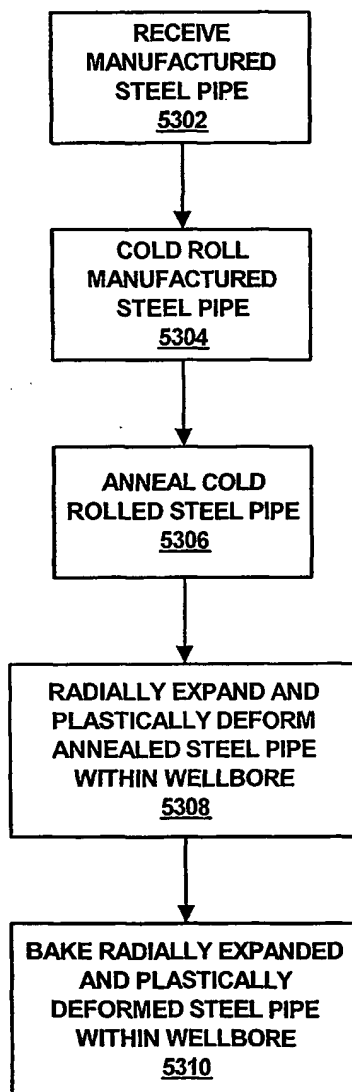 RECEIVE
MANUFACTURED
STEEL PIPE
5302
COLD ROLL
MANUFACTURED
STEEL PIPE
5304
ANNEAL COLD
ROLLED STEEL PIPE
5306
RADIALLY EXPAND AND
PLASTICALLY DEFORM
ANNEALED STEEL PIPE
WITHIN WELLBORE
5308
BAKE RADIALLY EXPANDED
AND PLASTICALLY
DEFORMED STEEL PIPE
WITHIN WELLBORE
5310